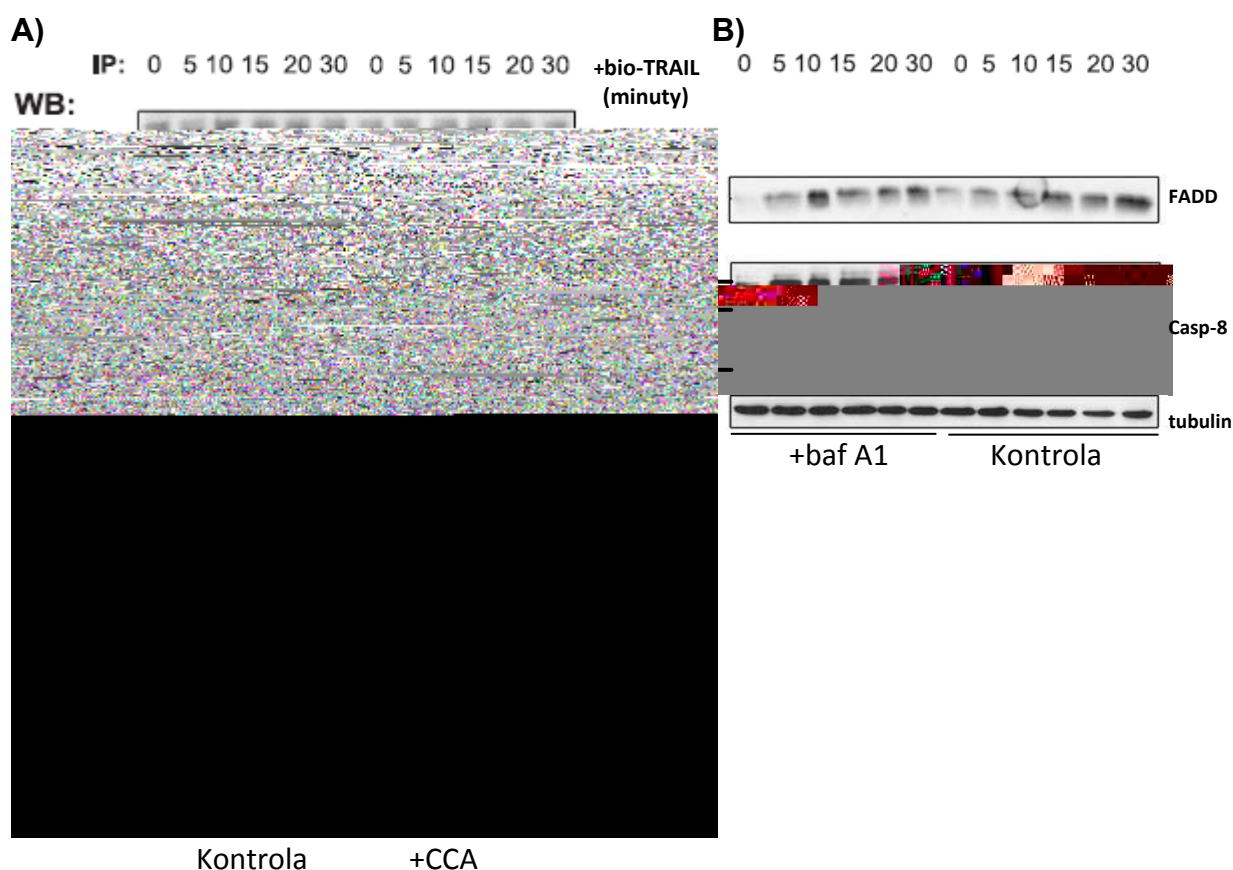 A)
IP: 0 5 10 15 20 30 0 5 10 15 20 30 +bio-TRAIL
(minuty)
WB:
Kontrola +CCA
B)
0 5 10 15 20 30 0 5 10 15 20 30
FADD
Casp-8
tubulin
+baf A1 Kontrola